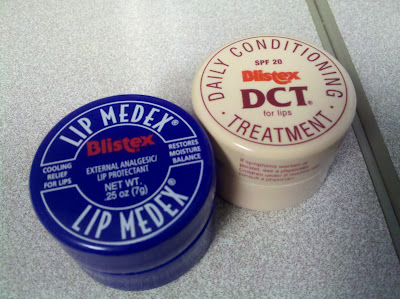 LIP MEDEX®
Blistex
COOLING
RELIEF
FOR LIPS
EXTERNAL ANALGESIC/
LIP PROTECTANT
RESTORES
MOISTURE
BALANCE
NET WT.
.25 oz (7g)
LIP MEDEX®
DAILY CONDITIONING
SPF 20
Blistex
DCT®
for lips
TREATMENT